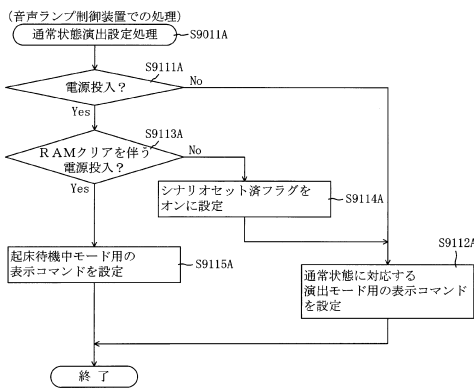 (音声ランプ制御装置での処理)
通常状態演出設定処理
S9011A
S9111A
電源投入?
No
Yes
S9113A
RAMクリアを伴う
電源投入?
No
Yes
シナリオセット済フラグを
オンに設定
S9114A
起床待機中モード用の
表示コマンドを設定
S9115A
S9112A
通常状態に対応する
演出モード用の表示コマンド
を設定
終了